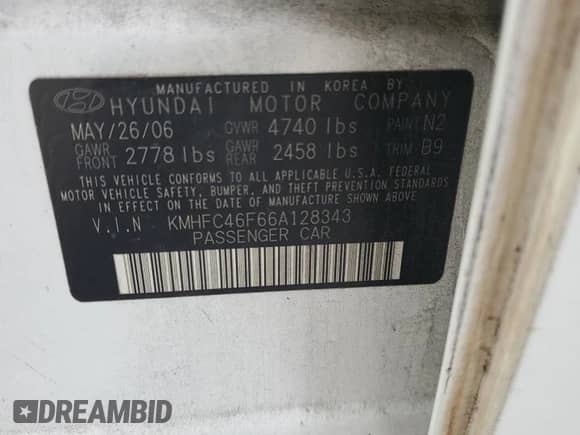 MANUFACTURED IN KOREA BY
HYUNDAI MOTOR COMPANY
MAY/26/06 GVWR 4740 lbs PAINT N2
GAWR FRONT 2778 lbs GAWR REAR 2458 lbs TRIM B9
THIS VEHICLE CONFORMS TO ALL APPLICABLE U.S.A. FEDERAL
MOTOR VEHICLE SAFETY, BUMPER, AND THEFT PREVENTION STANDARDS
IN EFFECT ON THE DATE OF MANUFACTURE SHOWN ABOVE.
V.I.N KMHFC46F66A128343
PASSENGER CAR
DREAMBID